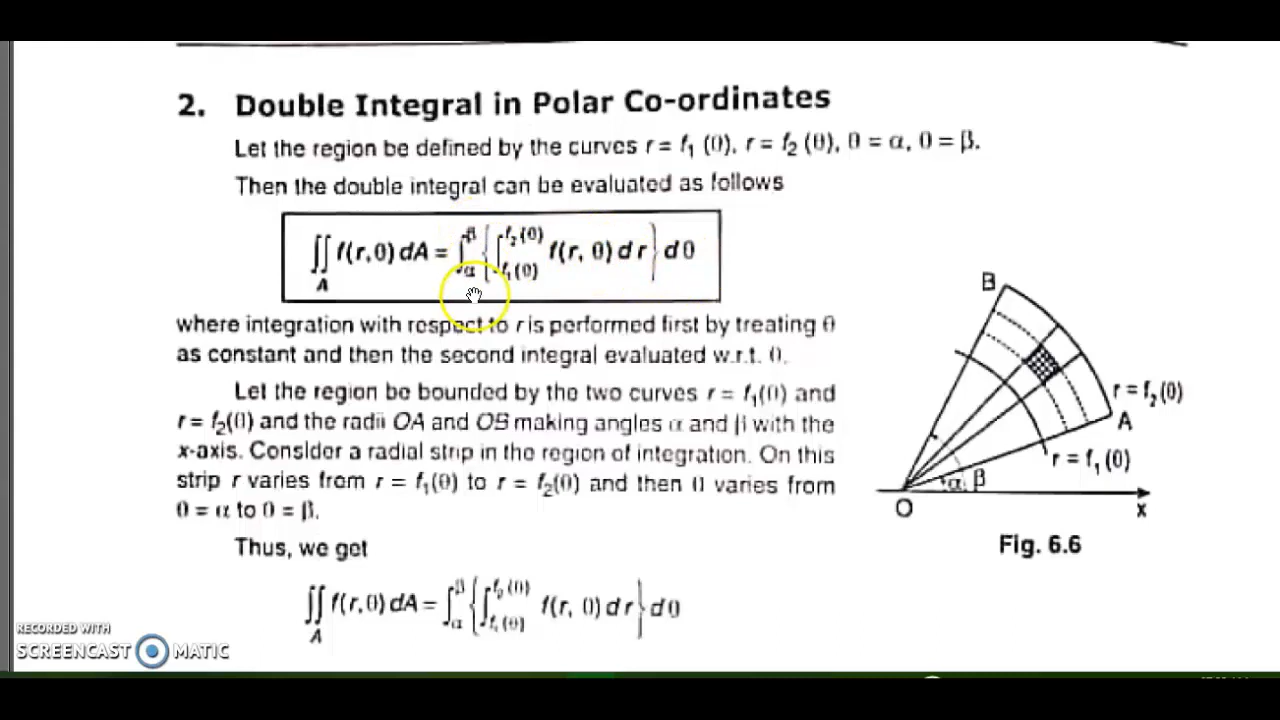 2. Double Integral in Polar Co-ordinates
Let the region be defined by the curves r = f₁ (θ), r = f₂ (θ), θ = α, θ = β.
Then the double integral can be evaluated as follows
∬_A f(r,θ) dA = ∫_α^β { ∫_{f₁(θ)}^{f₂(θ)} f(r, θ) d r } d θ
where integration with respect to r is performed first by treating θ
as constant and then the second integral evaluated w.r.t. θ.
Let the region be bounded by the two curves r = f₁(θ) and
r = f₂(θ) and the radii OA and OB making angles α and β with the
x-axis. Consider a radial strip in the region of integration. On this
strip r varies from r = f₁(θ) to r = f₂(θ) and then θ varies from
θ = α to θ = β.
Thus, we get
∬_A f(r,θ) dA = ∫_α^β { ∫_{f₁(θ)}^{f₂(θ)} f(r, θ) d r } d θ
B
r = f₂(θ)
A
r = f₁ (θ)
α β
O
x
Fig. 6.6
RECORDED WITH
SCREENCAST MATIC